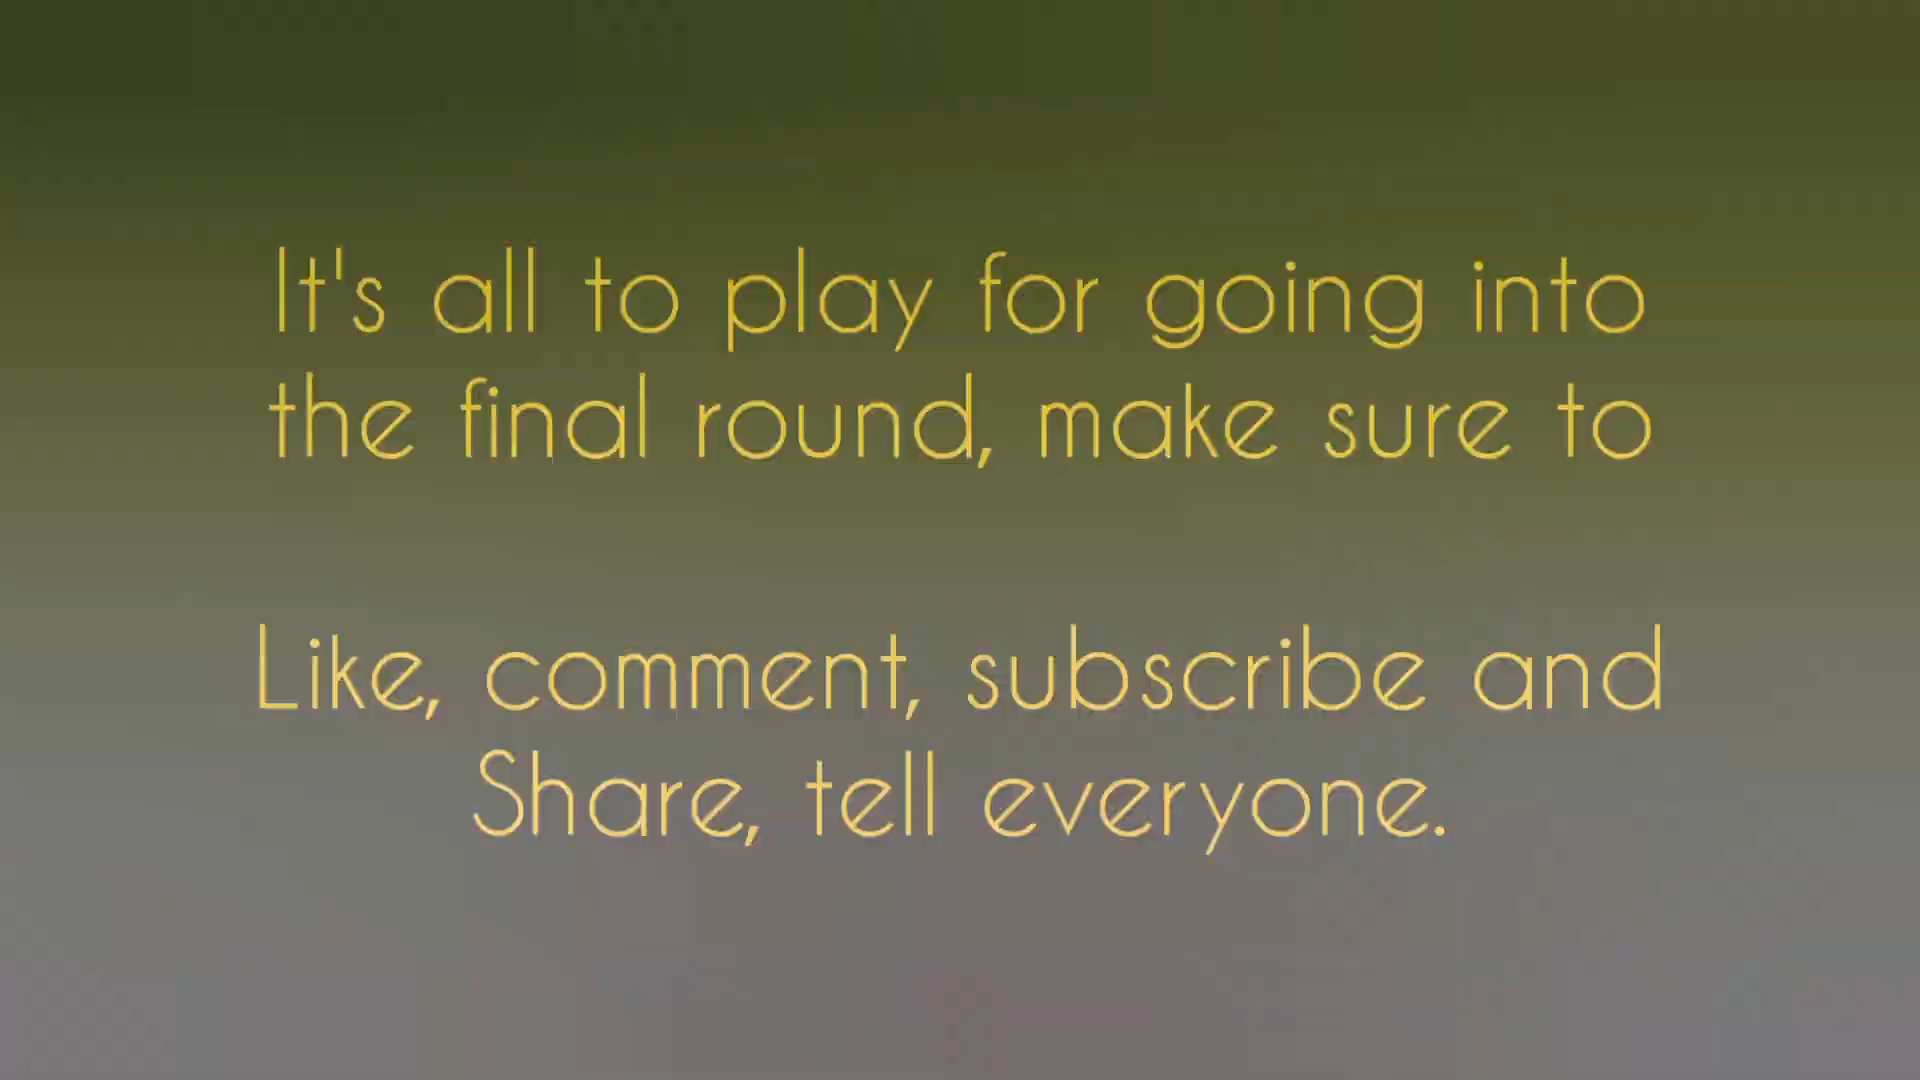 It's all to play for going into
the final round, make sure to
Like, comment, subscribe and
Share, tell everyone.